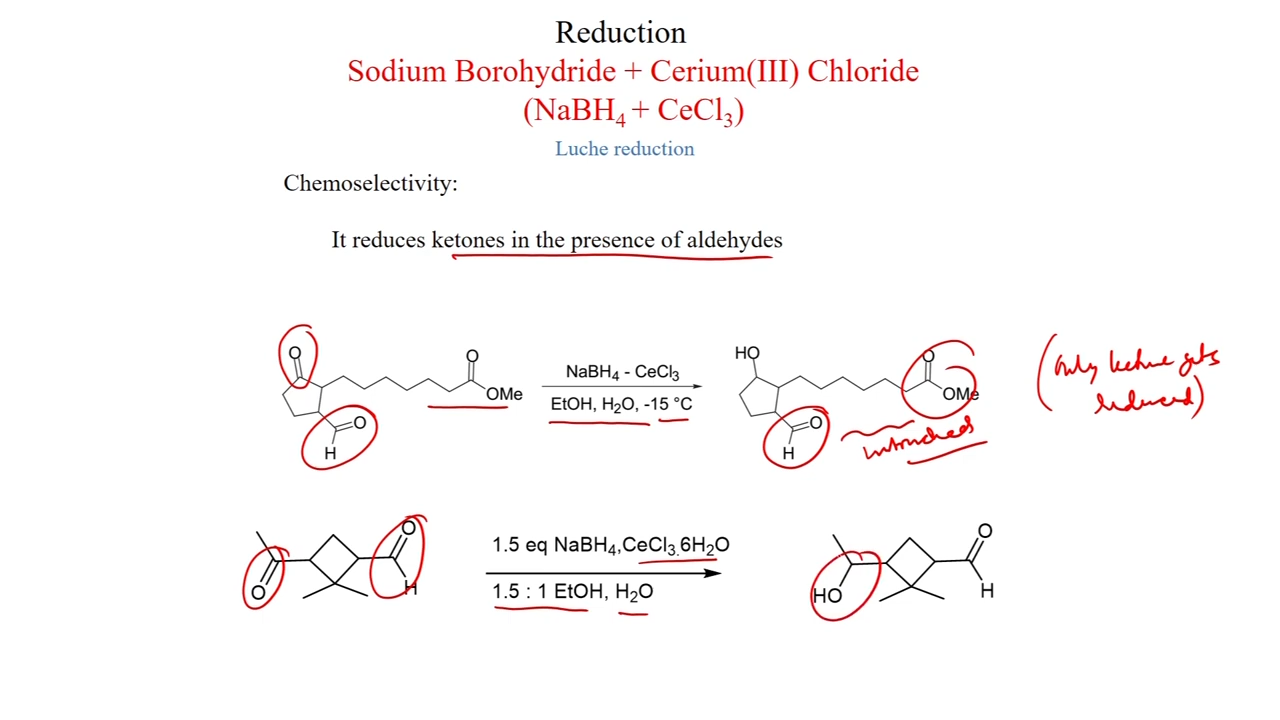 Reduction
Sodium Borohydride + Cerium(III) Chloride
(NaBH4 + CeCl3)
Luche reduction
Chemoselectivity:
It reduces ketones in the presence of aldehydes
O
O
OMe
O
H
NaBH4 - CeCl3
EtOH, H2O, -15 °C
HO
O
OMe
O
H
untouched
(only ketone gets
reduced)
O
O
H
1.5 eq NaBH4,CeCl3.6H2O
1.5 : 1 EtOH, H2O
HO
O
H